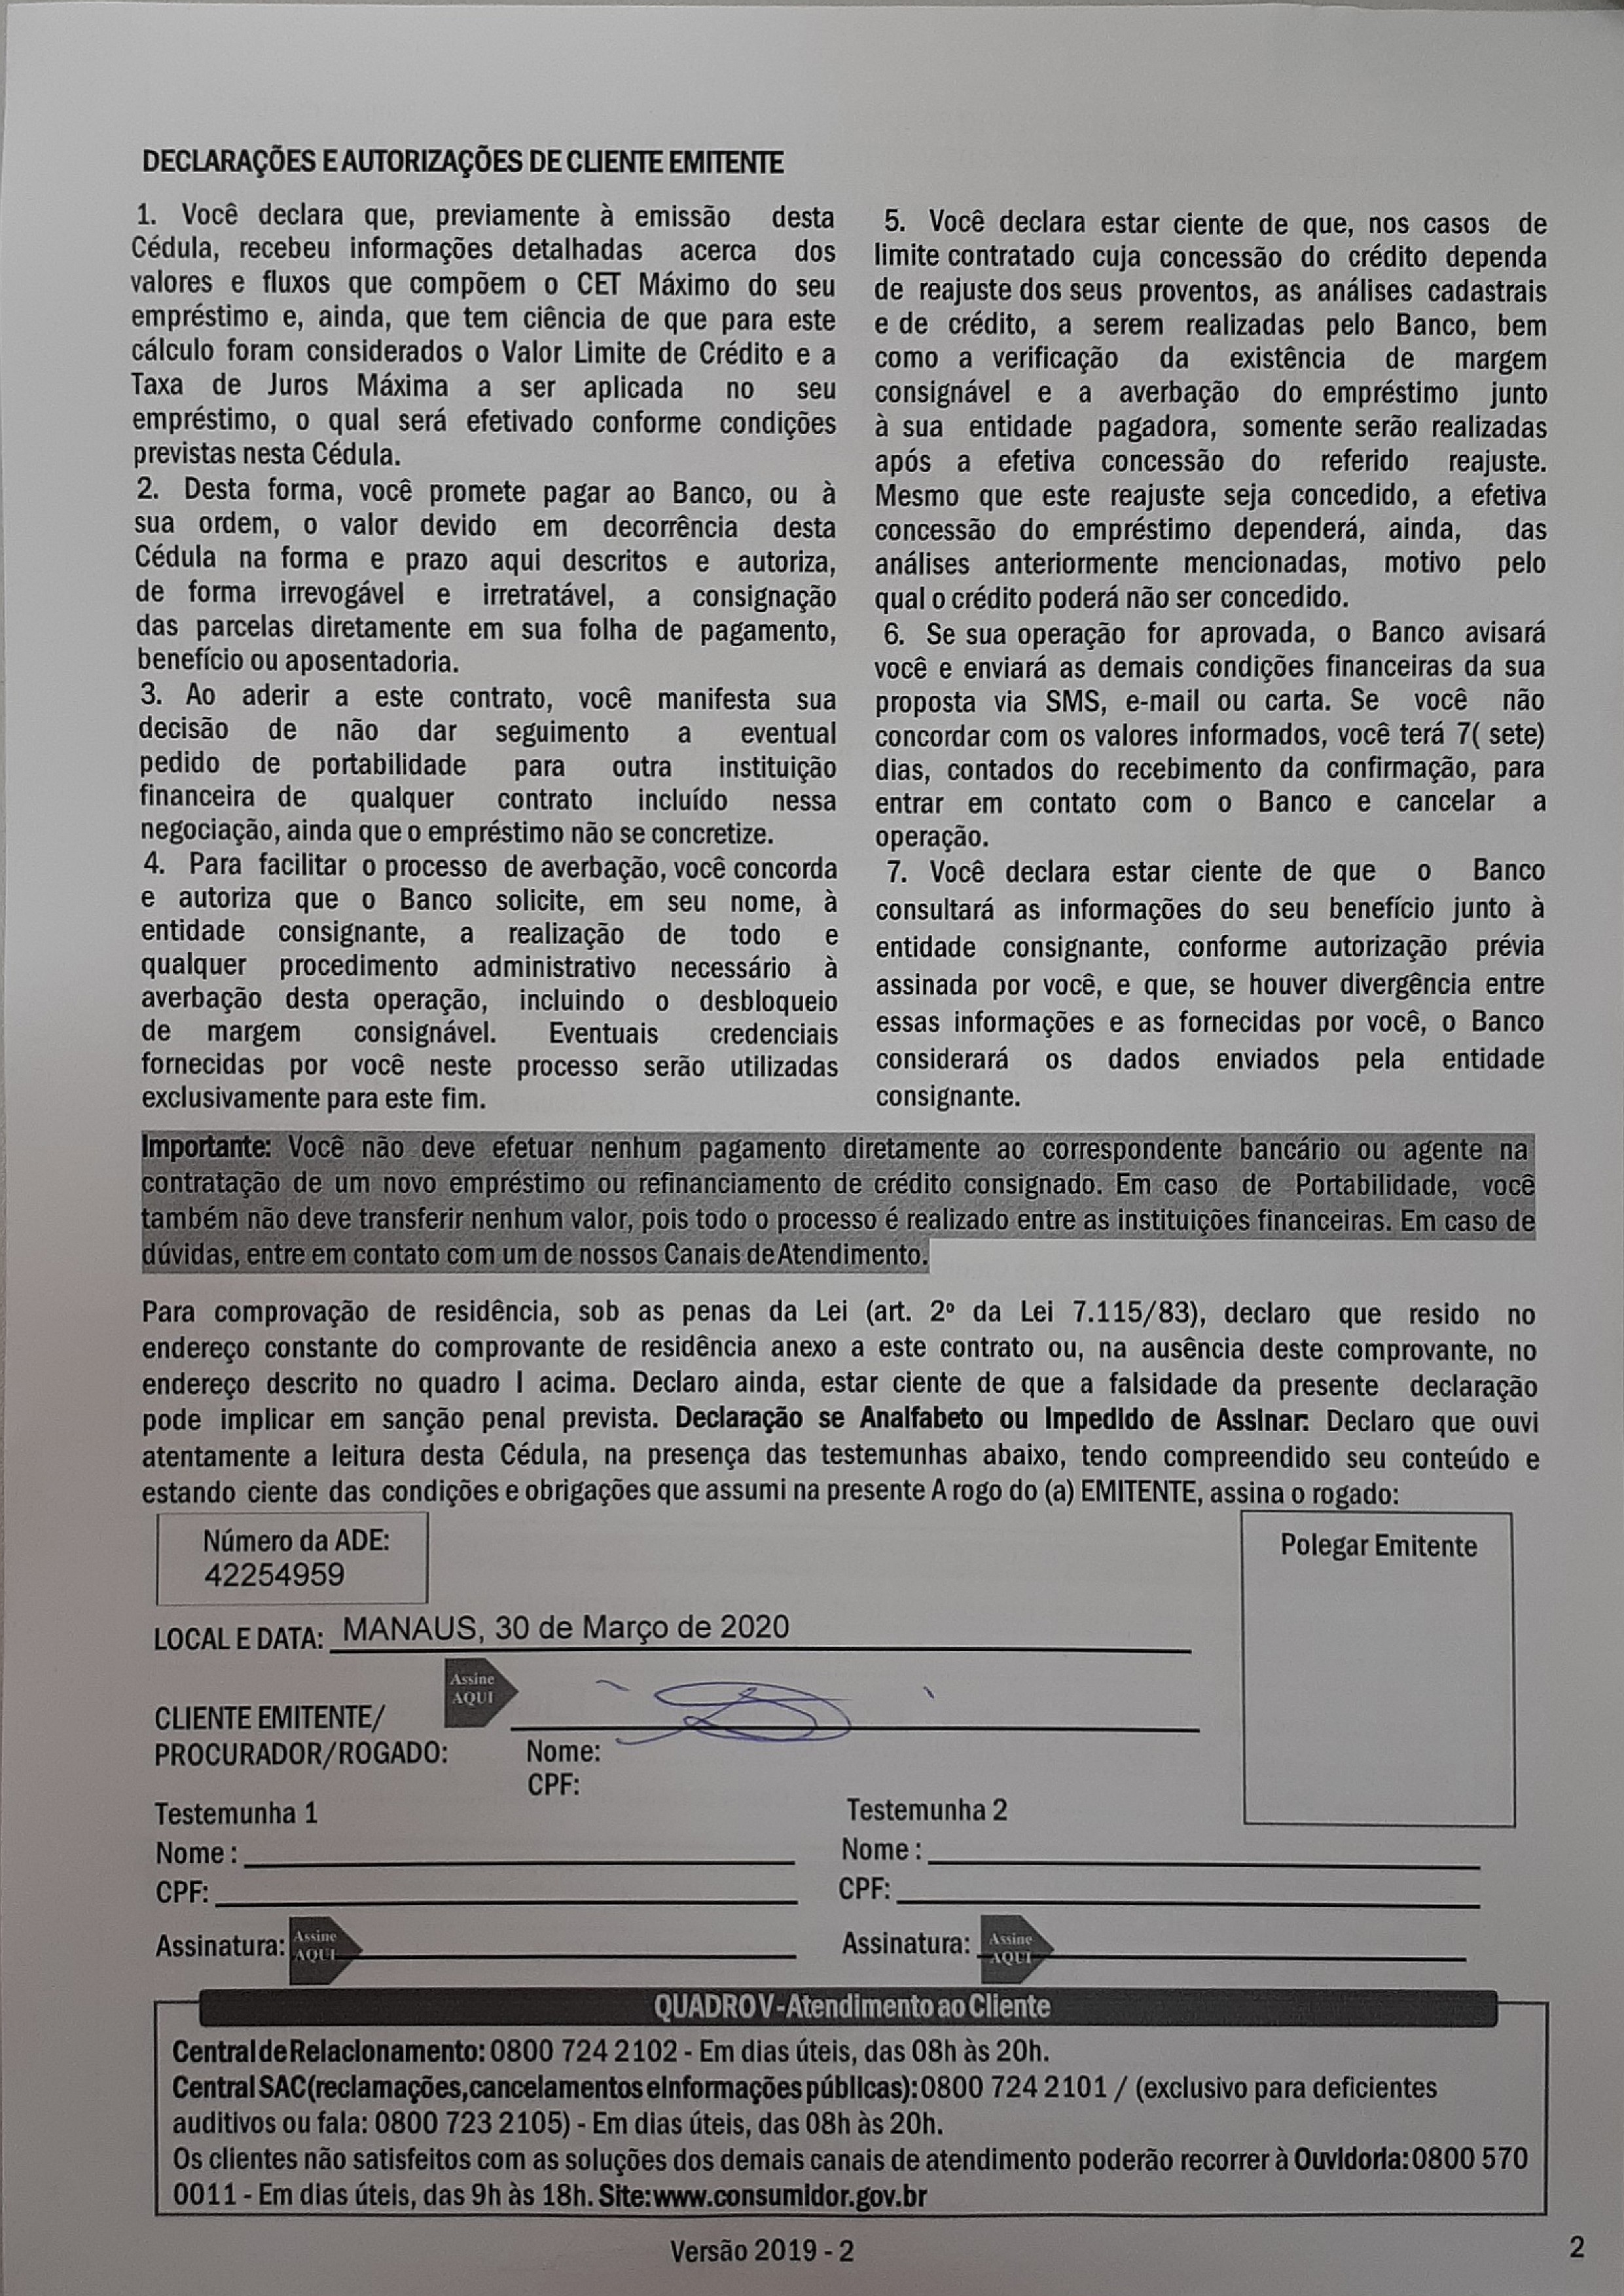 DECLARAÇÕES E AUTORIZAÇÕES DE CLIENTE EMITENTE
1. Você declara que, previamente à emissão desta
Cédula, recebeu informações detalhadas acerca dos
valores e fluxos que compõem o CET Máximo do seu
empréstimo e, ainda, que tem ciência de que para este
cálculo foram considerados o Valor Limite de Crédito e a
Taxa de Juros Máxima a ser aplicada no seu
empréstimo, o qual será efetivado conforme condições
previstas nesta Cédula.
2. Desta forma, você promete pagar ao Banco, ou à
sua ordem, o valor devido em decorrência desta
Cédula na forma e prazo aqui descritos e autoriza,
de forma irrevogável e irretratável, a consignação
das parcelas diretamente em sua folha de pagamento,
benefício ou aposentadoria.
3. Ao aderir a este contrato, você manifesta sua
decisão de não dar seguimento a eventual
pedido de portabilidade para outra instituição
financeira de qualquer contrato incluído nessa
negociação, ainda que o empréstimo não se concretize.
4. Para facilitar o processo de averbação, você concorda
e autoriza que o Banco solicite, em seu nome, à
entidade consignante, a realização de todo e
qualquer procedimento administrativo necessário à
averbação desta operação, incluindo o desbloqueio
de margem consignável. Eventuais credenciais
fornecidas por você neste processo serão utilizadas
exclusivamente para este fim.
5. Você declara estar ciente de que, nos casos de
limite contratado cuja concessão do crédito dependa
de reajuste dos seus proventos, as análises cadastrais
e de crédito, a serem realizadas pelo Banco, bem
como a verificação da existência de margem
consignável e a averbação do empréstimo junto
à sua entidade pagadora, somente serão realizadas
após a efetiva concessão do referido reajuste.
Mesmo que este reajuste seja concedido, a efetiva
concessão do empréstimo dependerá, ainda, das
análises anteriormente mencionadas, motivo pelo
qual o crédito poderá não ser concedido.
6. Se sua operação for aprovada, o Banco avisará
você e enviará as demais condições financeiras da sua
proposta via SMS, e-mail ou carta. Se você não
concordar com os valores informados, você terá 7( sete)
dias, contados do recebimento da confirmação, para
entrar em contato com o Banco e cancelar a
operação.
7. Você declara estar ciente de que o Banco
consultará as informações do seu benefício junto à
entidade consignante, conforme autorização prévia
assinada por você, e que, se houver divergência entre
essas informações e as fornecidas por você, o Banco
considerará os dados enviados pela entidade
consignante.
Importante: Você não deve efetuar nenhum pagamento diretamente ao correspondente bancário ou agente na
contratação de um novo empréstimo ou refinanciamento de crédito consignado. Em caso de Portabilidade, você
também não deve transferir nenhum valor, pois todo o processo é realizado entre as instituições financeiras. Em caso de
dúvidas, entre em contato com um de nossos Canais de Atendimento.
Para comprovação de residência, sob as penas da Lei (art. 2º da Lei 7.115/83), declaro que resido no
endereço constante do comprovante de residência anexo a este contrato ou, na ausência deste comprovante, no
endereço descrito no quadro I acima. Declaro ainda, estar ciente de que a falsidade da presente declaração
pode implicar em sanção penal prevista. Declaração se Analfabeto ou Impedido de Assinar: Declaro que ouvi
atentamente a leitura desta Cédula, na presença das testemunhas abaixo, tendo compreendido seu conteúdo e
estando ciente das condições e obrigações que assumi na presente A rogo do (a) EMITENTE, assina o rogado:
Número da ADE:
42254959
Polegar Emitente
LOCAL E DATA: MANAUS, 30 de Março de 2020
Assine
AQUI
CLIENTE EMITENTE/
PROCURADOR/ROGADO:
Nome:
CPF:
Testemunha 1
Nome :
CPF:
Assinatura: Assine
AQUI
Testemunha 2
Nome :
CPF:
Assinatura: Assine
AQUI
QUADRO V - Atendimento ao Cliente
Central de Relacionamento: 0800 724 2102 - Em dias úteis, das 08h às 20h.
Central SAC (reclamações, cancelamentos e Informações públicas): 0800 724 2101 / (exclusivo para deficientes
auditivos ou fala: 0800 723 2105) - Em dias úteis, das 08h às 20h.
Os clientes não satisfeitos com as soluções dos demais canais de atendimento poderão recorrer à Ouvidoria: 0800 570
0011 - Em dias úteis, das 9h às 18h. Site: www.consumidor.gov.br
Versão 2019 - 2
2